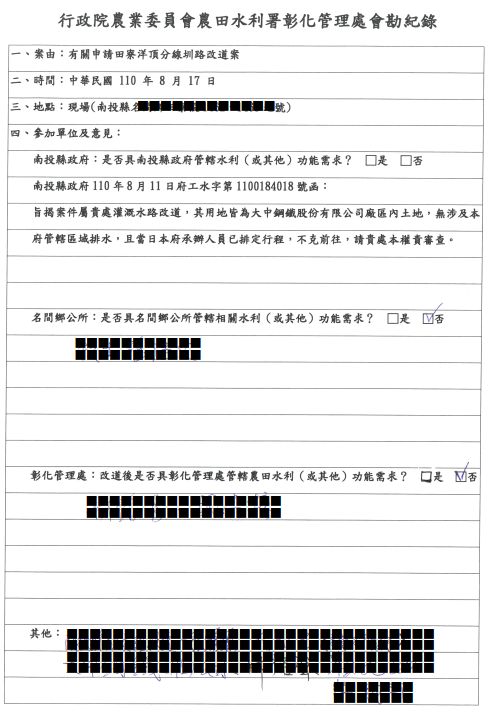 行政院農業委員會農田水利署彰化管理處會勘紀錄
一、案由：有關申請田寮洋頂分線圳路改道案
二、時間：中華民國 110 年 8 月 17 日
三、地點：現場(南投縣名 號)
四、參加單位及意見：
南投縣政府：是否具南投縣政府管轄水利（或其他）功能需求？ □是 □否
南投縣政府 110 年 8 月 11 日府工水字第 1100184018 號函：
旨揭案件屬貴處灌溉水路改道，其用地皆為大中鋼鐵股份有限公司廠區內土地，無涉及本
府管轄區域排水，且當日本府承辦人員已排定行程，不克前往，請貴處本權責審查。
名間鄉公所：是否具名間鄉公所管轄相關水利（或其他）功能需求？ □是 ☑否
彰化管理處：改道後是否具彰化管理處管轄農田水利（或其他）功能需求？ □是 ☑否
其他：